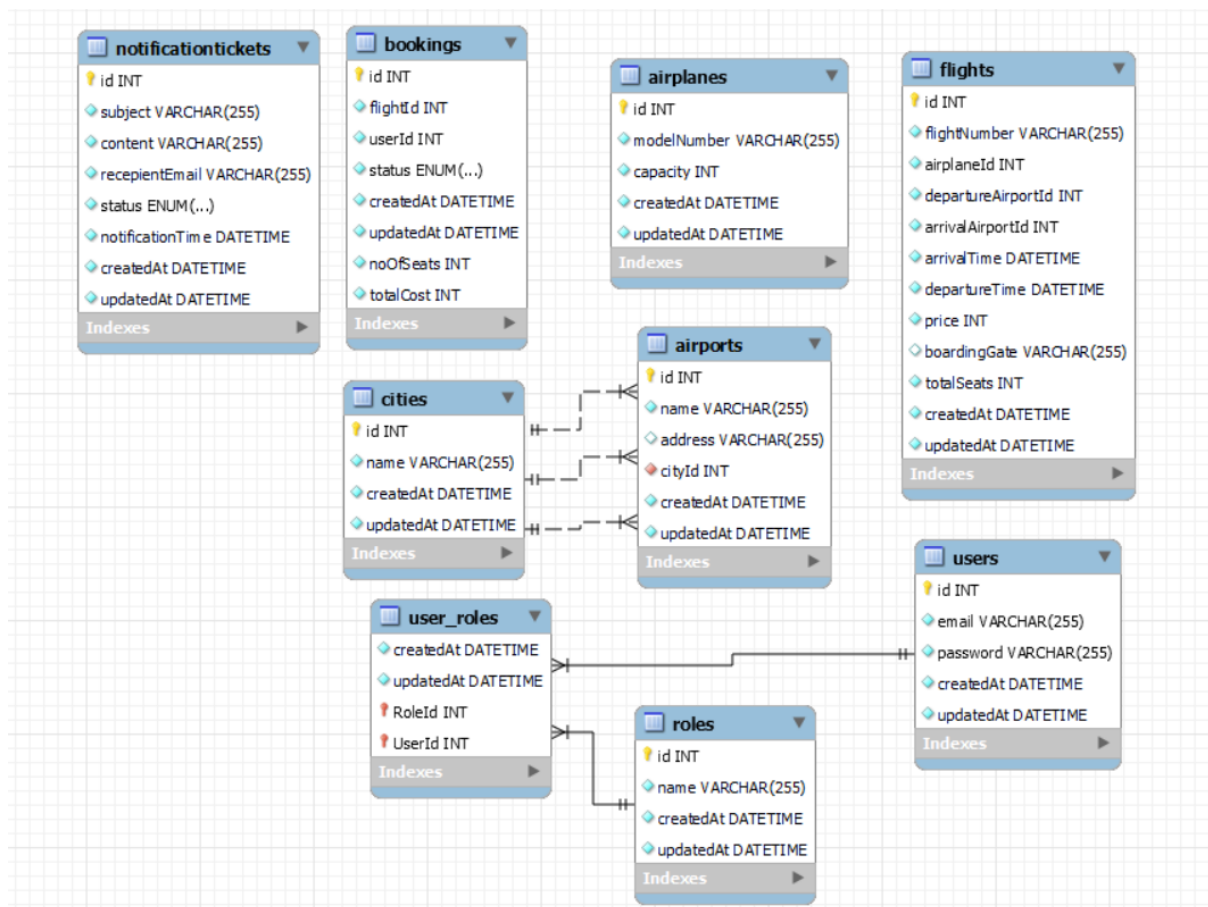 notificationtickets
id INT
subject VARCHAR(255)
content VARCHAR(255)
recepientEmail VARCHAR(255)
status ENUM(...)
notificationTime DATETIME
createdAt DATETIME
updatedAt DATETIME
Indexes
bookings
id INT
flightId INT
userId INT
status ENUM(...)
createdAt DATETIME
updatedAt DATETIME
noOfSeats INT
totalCost INT
Indexes
airplanes
id INT
modelNumber VARCHAR(255)
capacity INT
createdAt DATETIME
updatedAt DATETIME
Indexes
flights
id INT
flightNumber VARCHAR(255)
airplaneId INT
departureAirportId INT
arrivalAirportId INT
arrivalTime DATETIME
departureTime DATETIME
price INT
boardingGate VARCHAR(255)
totalSeats INT
createdAt DATETIME
updatedAt DATETIME
Indexes
cities
id INT
name VARCHAR(255)
createdAt DATETIME
updatedAt DATETIME
Indexes
airports
id INT
name VARCHAR(255)
address VARCHAR(255)
cityId INT
createdAt DATETIME
updatedAt DATETIME
Indexes
user_roles
createdAt DATETIME
updatedAt DATETIME
RoleId INT
UserId INT
Indexes
users
id INT
email VARCHAR(255)
password VARCHAR(255)
createdAt DATETIME
updatedAt DATETIME
Indexes
roles
id INT
name VARCHAR(255)
createdAt DATETIME
updatedAt DATETIME
Indexes